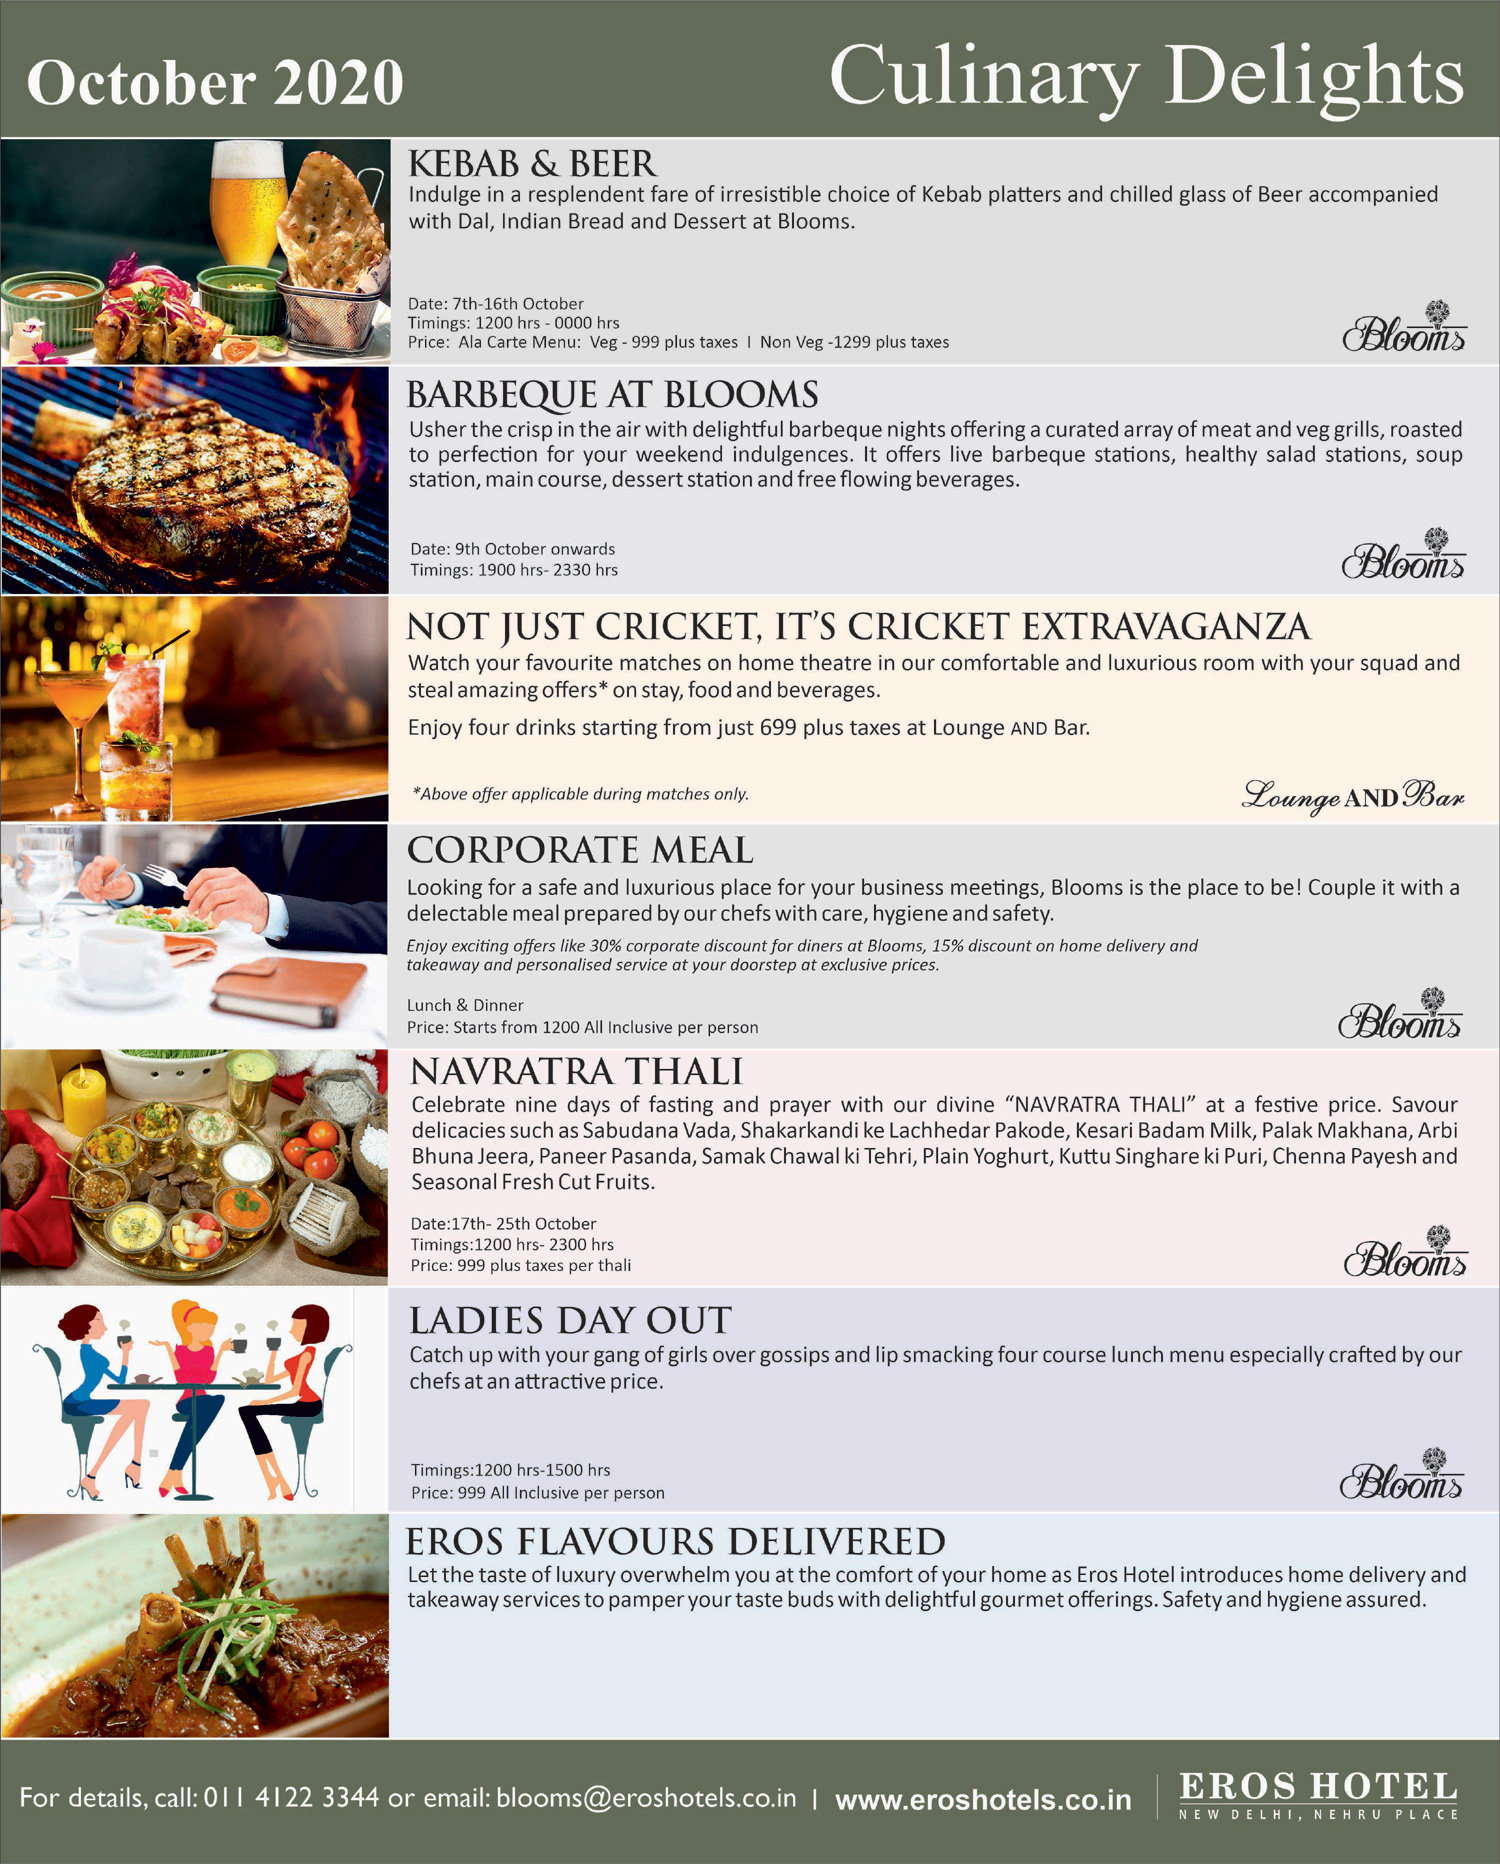 October 2020
Culinary Delights
KEBAB & BEER
Indulge in a resplendent fare of irresistible choice of Kebab platters and chilled glass of Beer accompanied
with Dal, Indian Bread and Dessert at Blooms.
Date: 7th-16th October
Timings: 1200 hrs - 0000 hrs
Price: Ala Carte Menu: Veg - 999 plus taxes I Non Veg -1299 plus taxes
Blooms
BARBEQUE AT BLOOMS
Usher the crisp in the air with delightful barbeque nights offering a curated array of meat and veg grills, roasted
to perfection for your weekend indulgences. It offers live barbeque stations, healthy salad stations, soup
station, main course, dessert station and free flowing beverages.
Date: 9th October onwards
Timings: 1900 hrs- 2330 hrs
Blooms
NOT JUST CRICKET, IT'S CRICKET EXTRAVAGANZA
Watch your favourite matches on home theatre in our comfortable and luxurious room with your squad and
steal amazing offers* on stay, food and beverages.
Enjoy four drinks starting from just 699 plus taxes at Lounge AND Bar.
*Above offer applicable during matches only.
Lounge AND Bar
CORPORATE MEAL
Looking for a safe and luxurious place for your business meetings, Blooms is the place to be! Couple it with a
delectable meal prepared by our chefs with care, hygiene and safety.
Enjoy exciting offers like 30% corporate discount for diners at Blooms, 15% discount on home delivery and
takeaway and personalised service at your doorstep at exclusive prices.
Lunch & Dinner
Price: Starts from 1200 All Inclusive per person
Blooms
NAVRATRA THALI
Celebrate nine days of fasting and prayer with our divine “NAVRATRA THALI” at a festive price. Savour
delicacies such as Sabudana Vada, Shakarkandi ke Lachhedar Pakode, Kesari Badam Milk, Palak Makhana, Arbi
Bhuna Jeera, Paneer Pasanda, Samak Chawal ki Tehri, Plain Yoghurt, Kuttu Singhare ki Puri, Chenna Payesh and
Seasonal Fresh Cut Fruits.
Date:17th- 25th October
Timings:1200 hrs- 2300 hrs
Price: 999 plus taxes per thali
Blooms
LADIES DAY OUT
Catch up with your gang of girls over gossips and lip smacking four course lunch menu especially crafted by our
chefs at an attractive price.
Timings:1200 hrs-1500 hrs
Price: 999 All Inclusive per person
Blooms
EROS FLAVOURS DELIVERED
Let the taste of luxury overwhelm you at the comfort of your home as Eros Hotel introduces home delivery and
takeaway services to pamper your taste buds with delightful gourmet offerings. Safety and hygiene assured.
For details, call: 011 4122 3344 or email: blooms@eroshotels.co.in | www.eroshotels.co.in
EROS HOTEL
NEW DELHI, NEHRU PLACE